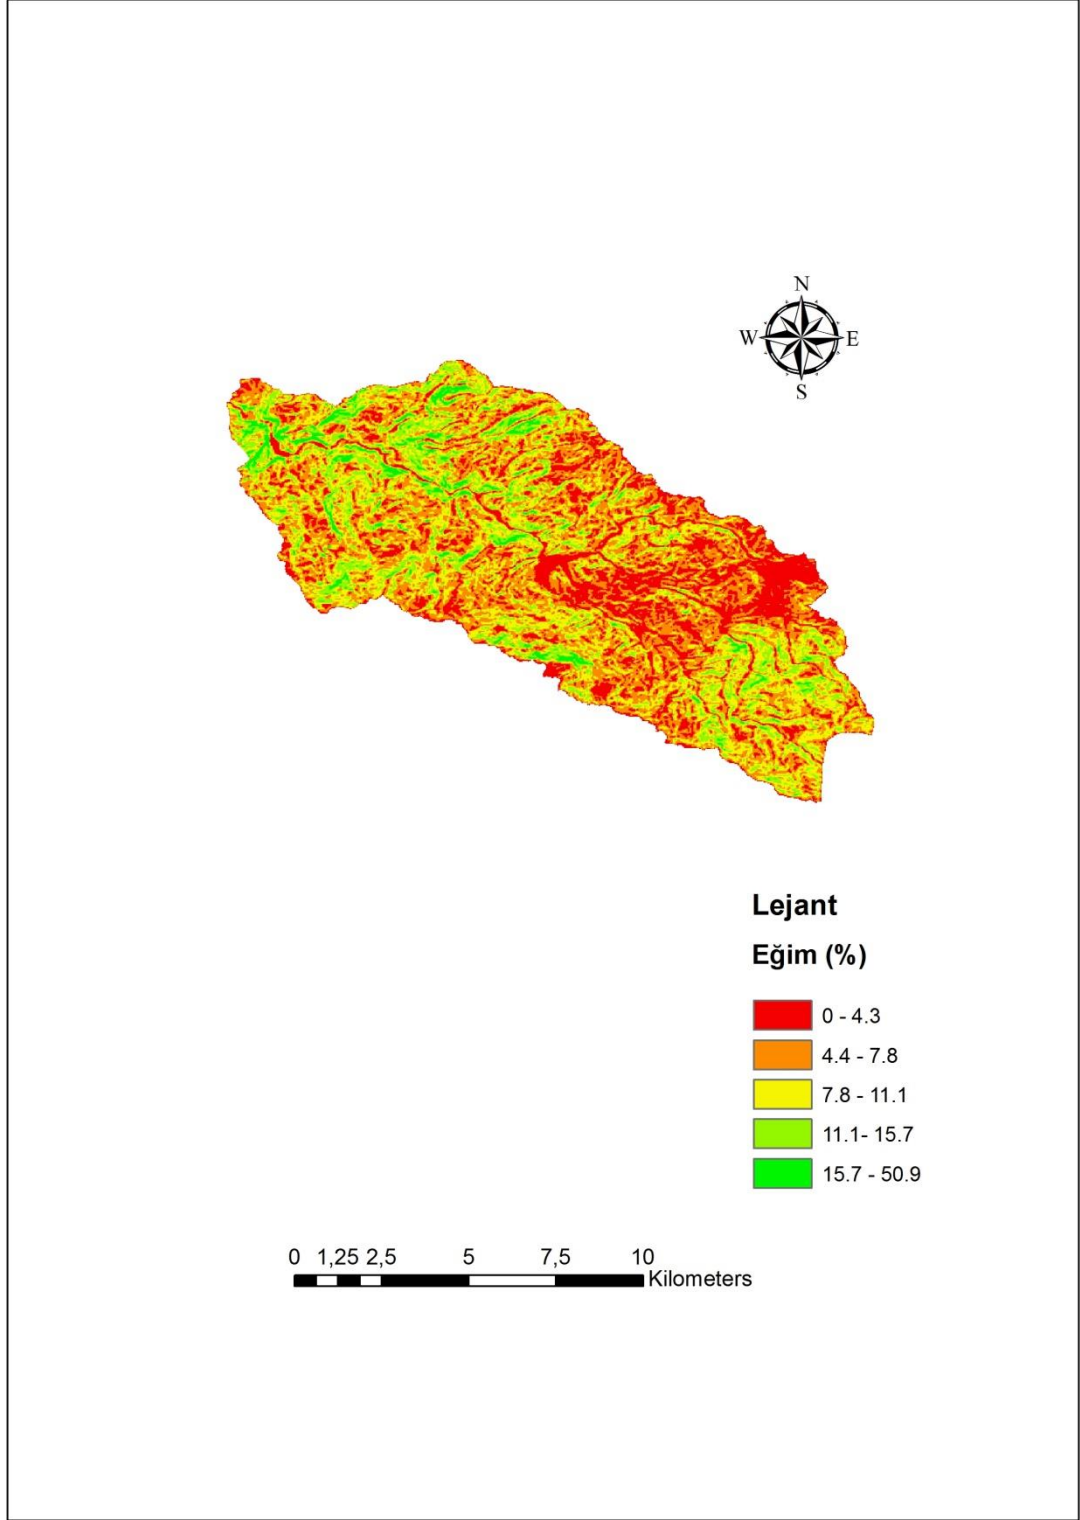 N
W E
S
Lejant
Eğim (%)
0 - 4.3
4.4 - 7.8
7.8 - 11.1
11.1- 15.7
15.7 - 50.9
0 1,25 2,5 5 7,5 10
Kilometers